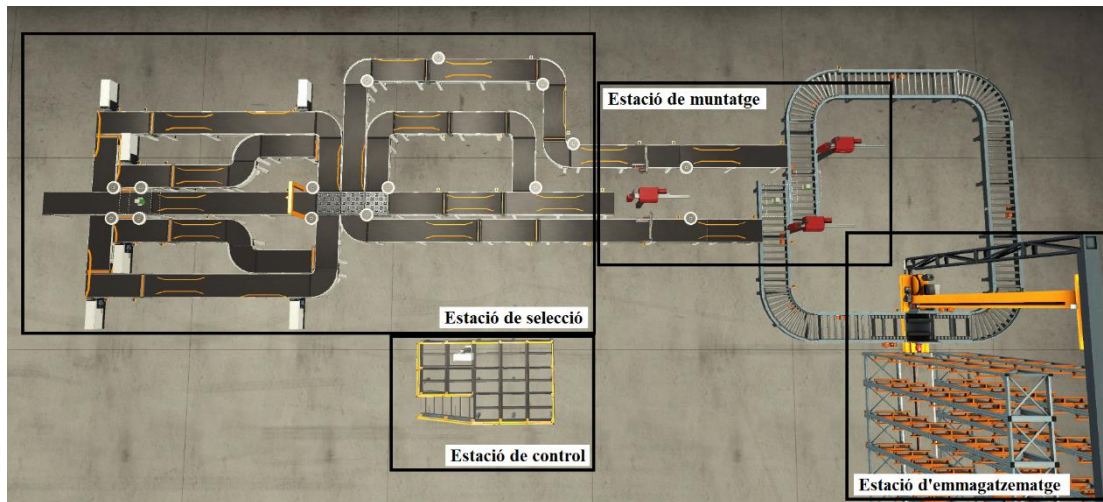 Estació de muntatge
Estació de selecció
Estació de control
Estació d'emmagatzematge